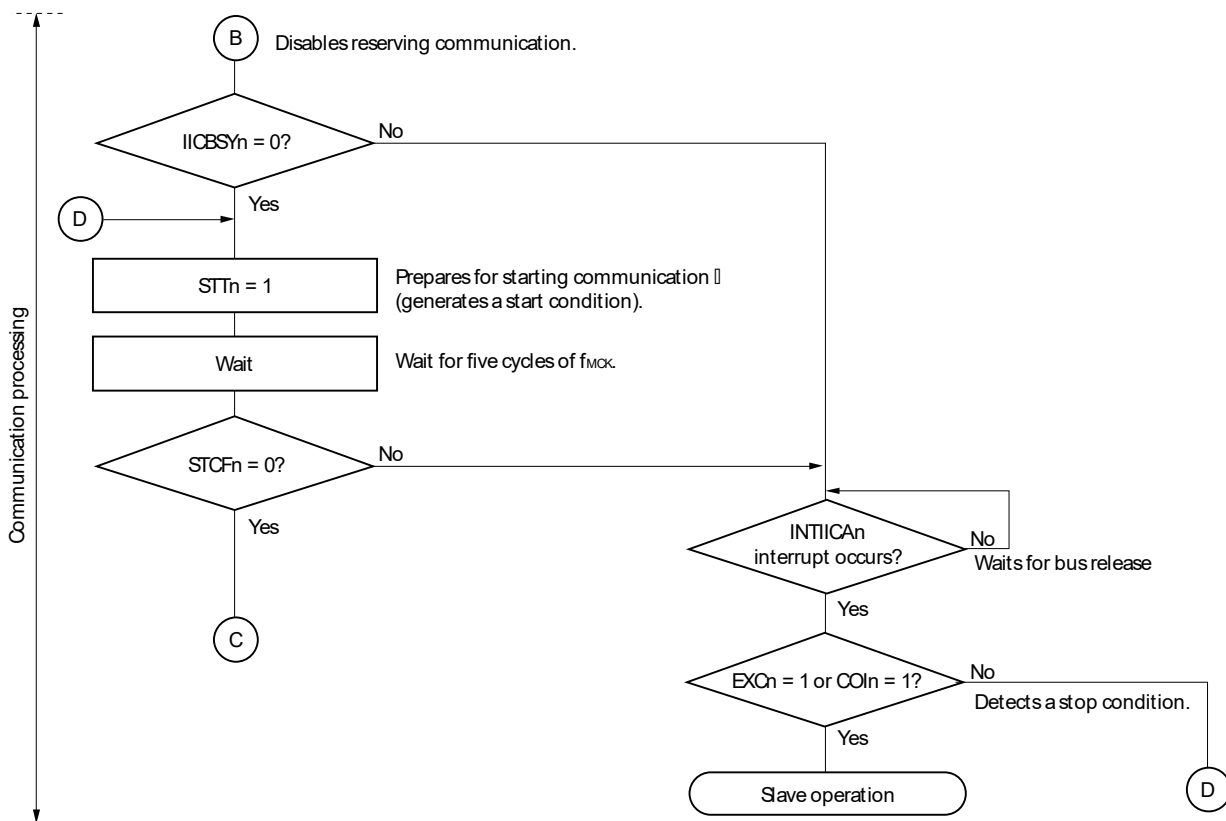 B
Disables reserving communication.
IICBSYn = 0?
No
Yes
D
STTn = 1
Prepares for starting communication
(generates a start condition).
Wait
Wait for five cycles of fMCK.
STCFn = 0?
No
Yes
C
INTIICAn
interrupt occurs?
No
Waits for bus release
Yes
EXCn = 1 or COIn = 1?
No
Detects a stop condition.
Yes
Slave operation
D
Communication processing